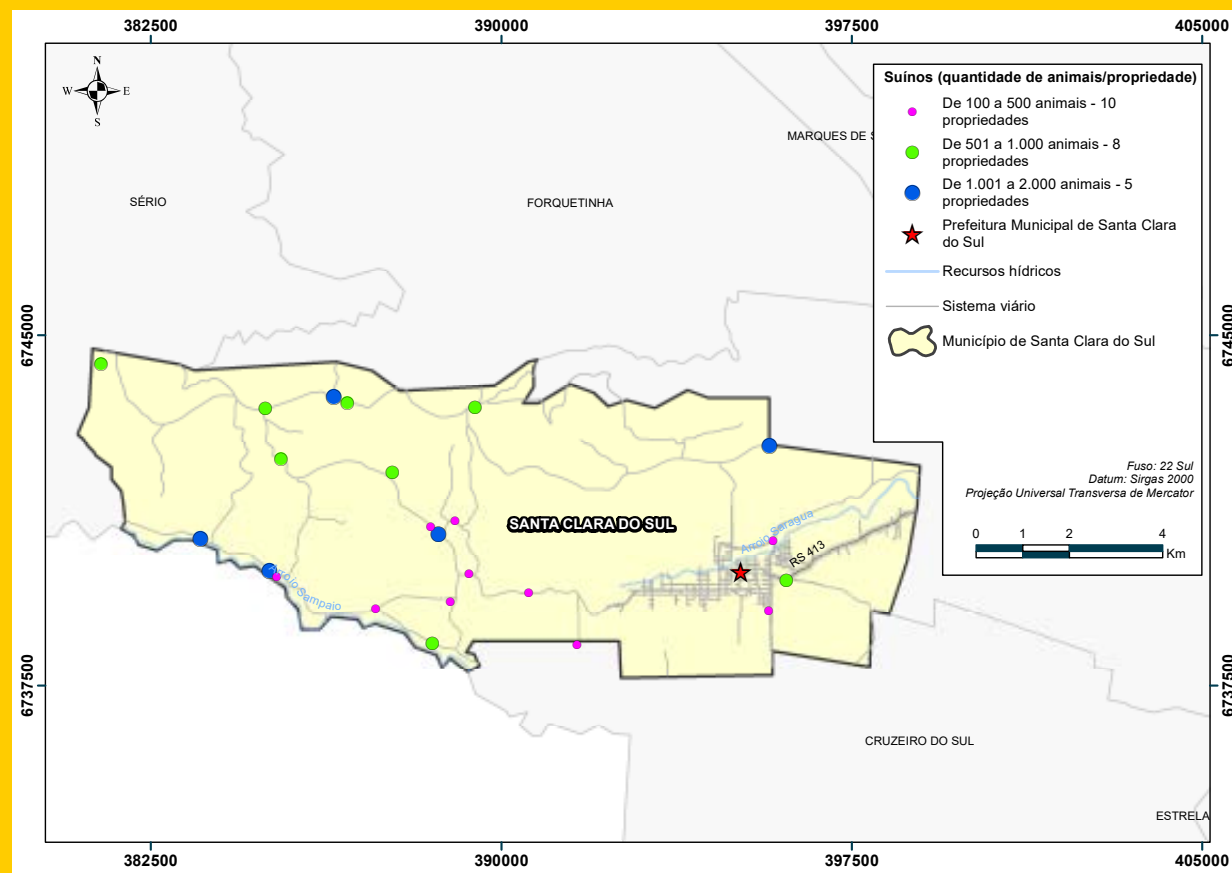 382500
390000
397500
405000
N
W
E
S
Suínos (quantidade de animais/propriedade)
De 100 a 500 animais - 10
propriedades
De 501 a 1.000 animais - 8
propriedades
De 1.001 a 2.000 animais - 5
propriedades
Prefeitura Municipal de Santa Clara
do Sul
Recursos hídricos
Sistema viário
Município de Santa Clara do Sul
MARQUES DE S
SÉRIO
FORQUETINHA
6745000
6745000
Fuso: 22 Sul
Datum: Sirgas 2000
Projeção Universal Transversa de Mercator
0 1 2 4
Km
SANTA CLARA DO SUL
Arroio Saragua
RS 413
Arroio Sampaio
6737500
6737500
CRUZEIRO DO SUL
ESTRELA
382500
390000
397500
405000